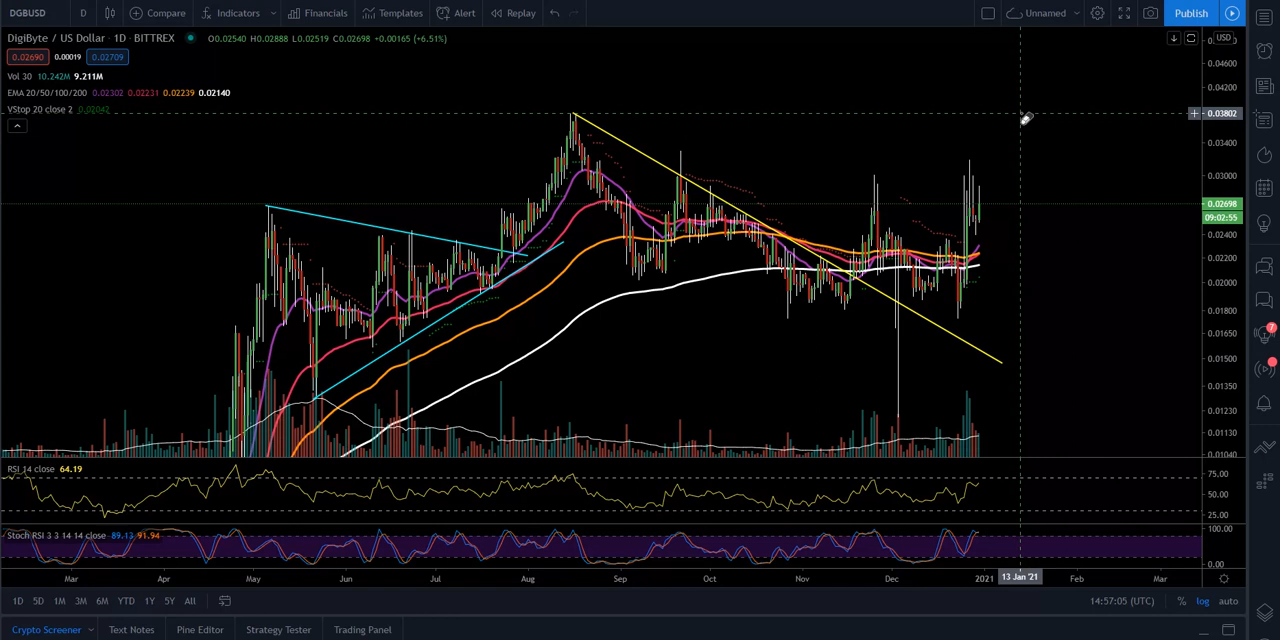 DGBUSD D Compare Indicators Financials Templates Alert Replay Unnamed Publish
DigiByte / US Dollar · 1D · BITTREX O0.02540 H0.02888 L0.02519 C0.02698 +0.00165 (+6.51%)
0.02690 0.00019 0.02709
Vol 30 10.242M 9.211M
EMA 20/50/100/200 0.02302 0.02231 0.02239 0.02140
VStop 20 close 2 0.02042
USD
0.04600
0.04200
0.03802
0.03400
0.03000
0.02698
09:02:55
0.02400
0.02200
0.02000
0.01800
0.01650
0.01500
0.01350
0.01230
0.01130
0.01040
RSI 14 close 64.19
75.00
50.00
25.00
Stoch RSI 3 3 14 14 close 89.13 91.94
100.00
0.00
Mar Apr May Jun Jul Aug Sep Oct Nov Dec 2021 13 Jan '21 Feb Mar
1D 5D 1M 3M 6M YTD 1Y 5Y All 14:57:05 (UTC) % log auto
Crypto Screener Text Notes Pine Editor Strategy Tester Trading Panel
7